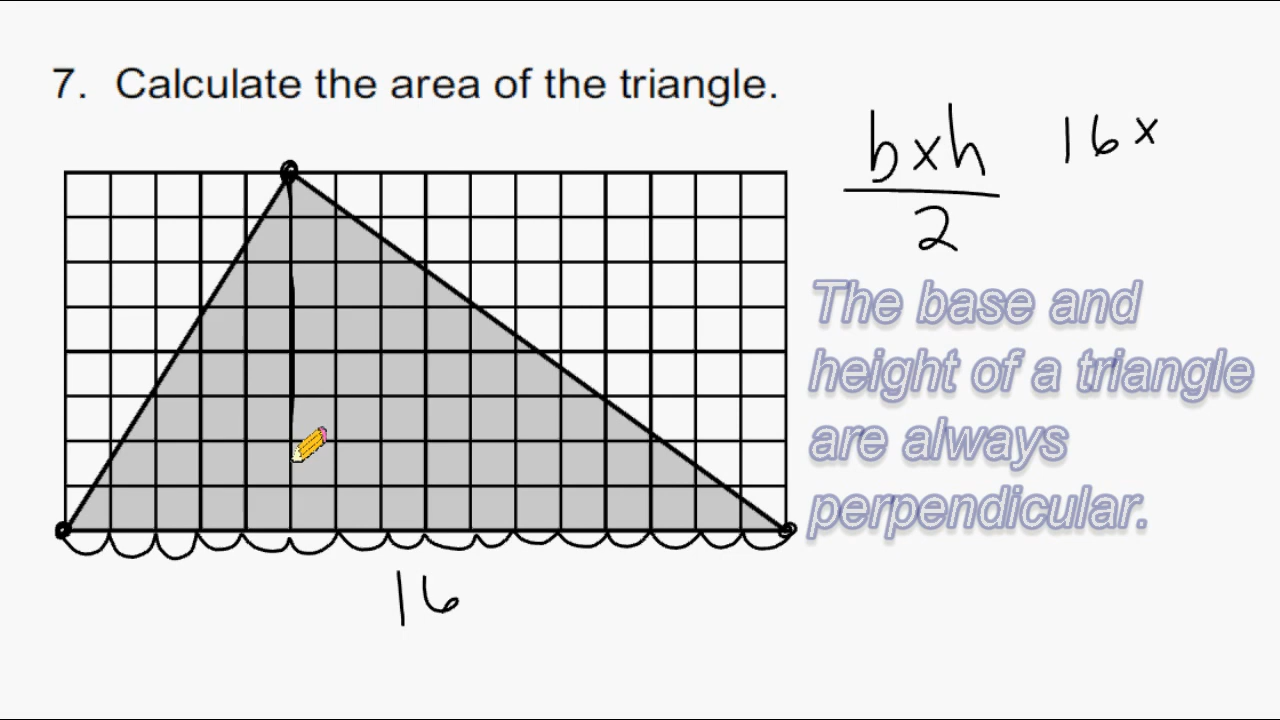 7. Calculate the area of the triangle.
b x h
2
16 x
The base and
height of a triangle
are always
perpendicular.
16